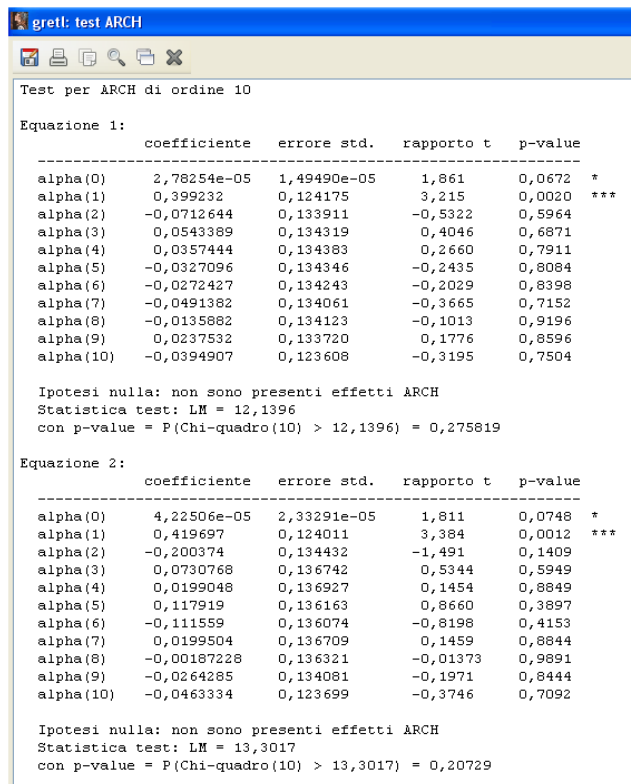 gretl: test ARCH
Test per ARCH di ordine 10
Equazione 1:
coefficiente errore std. rapporto t p-value
---------------------------------------------------------------
alpha(0) 2,78254e-05 1,49490e-05 1,861 0,0672 *
alpha(1) 0,399232 0,124175 3,215 0,0020 ***
alpha(2) -0,0712644 0,133911 -0,5322 0,5964
alpha(3) 0,0543389 0,134319 0,4046 0,6871
alpha(4) 0,0357444 0,134383 0,2660 0,7911
alpha(5) -0,0327096 0,134346 -0,2435 0,8084
alpha(6) -0,0272427 0,134243 -0,2029 0,8398
alpha(7) -0,0491382 0,134061 -0,3665 0,7152
alpha(8) -0,0135882 0,134123 -0,1013 0,9196
alpha(9) 0,0237532 0,133720 0,1776 0,8596
alpha(10) -0,0394907 0,123608 -0,3195 0,7504
Ipotesi nulla: non sono presenti effetti ARCH
Statistica test: LM = 12,1396
con p-value = P(Chi-quadro(10) > 12,1396) = 0,275819
Equazione 2:
coefficiente errore std. rapporto t p-value
---------------------------------------------------------------
alpha(0) 4,22506e-05 2,33291e-05 1,811 0,0748 *
alpha(1) 0,419697 0,124011 3,384 0,0012 ***
alpha(2) -0,200374 0,134432 -1,491 0,1409
alpha(3) 0,0730768 0,136742 0,5344 0,5949
alpha(4) 0,0199048 0,136927 0,1454 0,8849
alpha(5) 0,117919 0,136163 0,8660 0,3897
alpha(6) -0,111559 0,136074 -0,8198 0,4153
alpha(7) 0,0199504 0,136709 0,1459 0,8844
alpha(8) -0,00187228 0,136321 -0,01373 0,9891
alpha(9) -0,0264285 0,134081 -0,1971 0,8444
alpha(10) -0,0463334 0,123699 -0,3746 0,7092
Ipotesi nulla: non sono presenti effetti ARCH
Statistica test: LM = 13,3017
con p-value = P(Chi-quadro(10) > 13,3017) = 0,20729